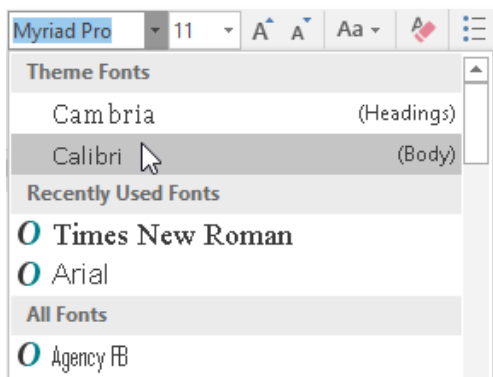 Myriad Pro 11 A A Aa A
Theme Fonts
Cambria (Headings)
Calibri (Body)
Recently Used Fonts
O Times New Roman
O Arial
All Fonts
O Agency FB